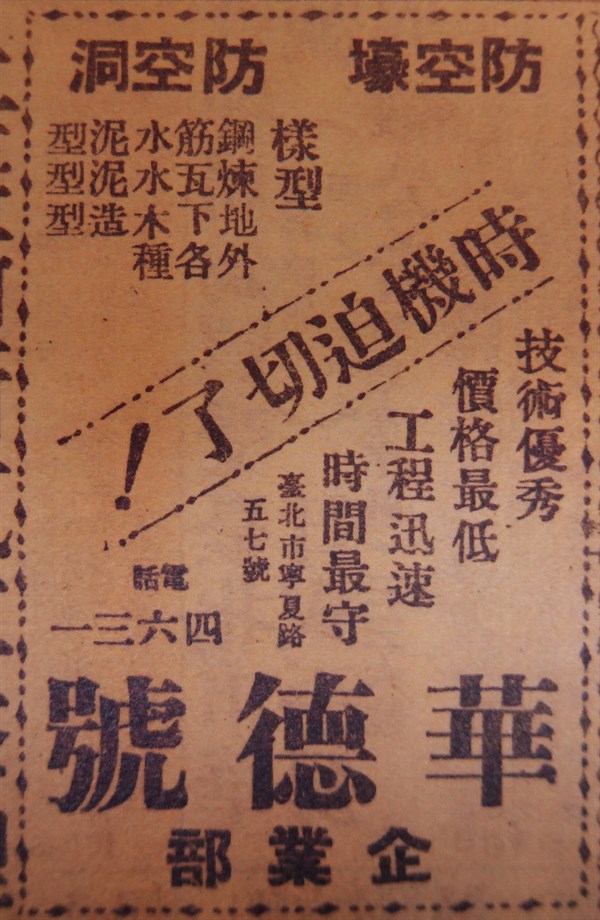 防空壕　防空洞
樣型
鋼筋水泥型
煉瓦水泥型
地下木造型
外各種
時機迫切了！
技術優秀
價格最低
工程迅速
時間最守
臺北市寧夏路
五七號
電話
四六三一
華德號
企業部